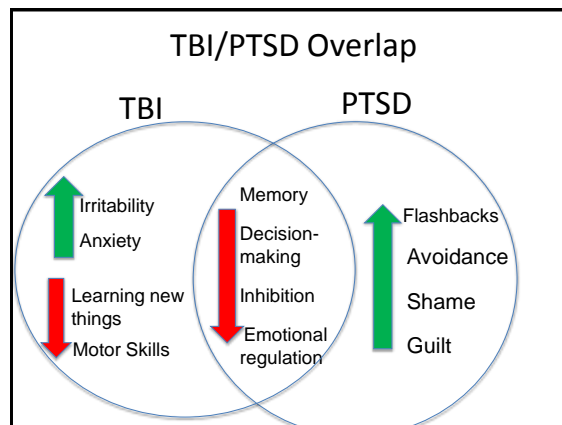 TBI/PTSD Overlap
TBI
PTSD
Irritability
Anxiety
Learning new
things
Motor Skills
Memory
Decision-
making
Inhibition
Emotional
regulation
Flashbacks
Avoidance
Shame
Guilt